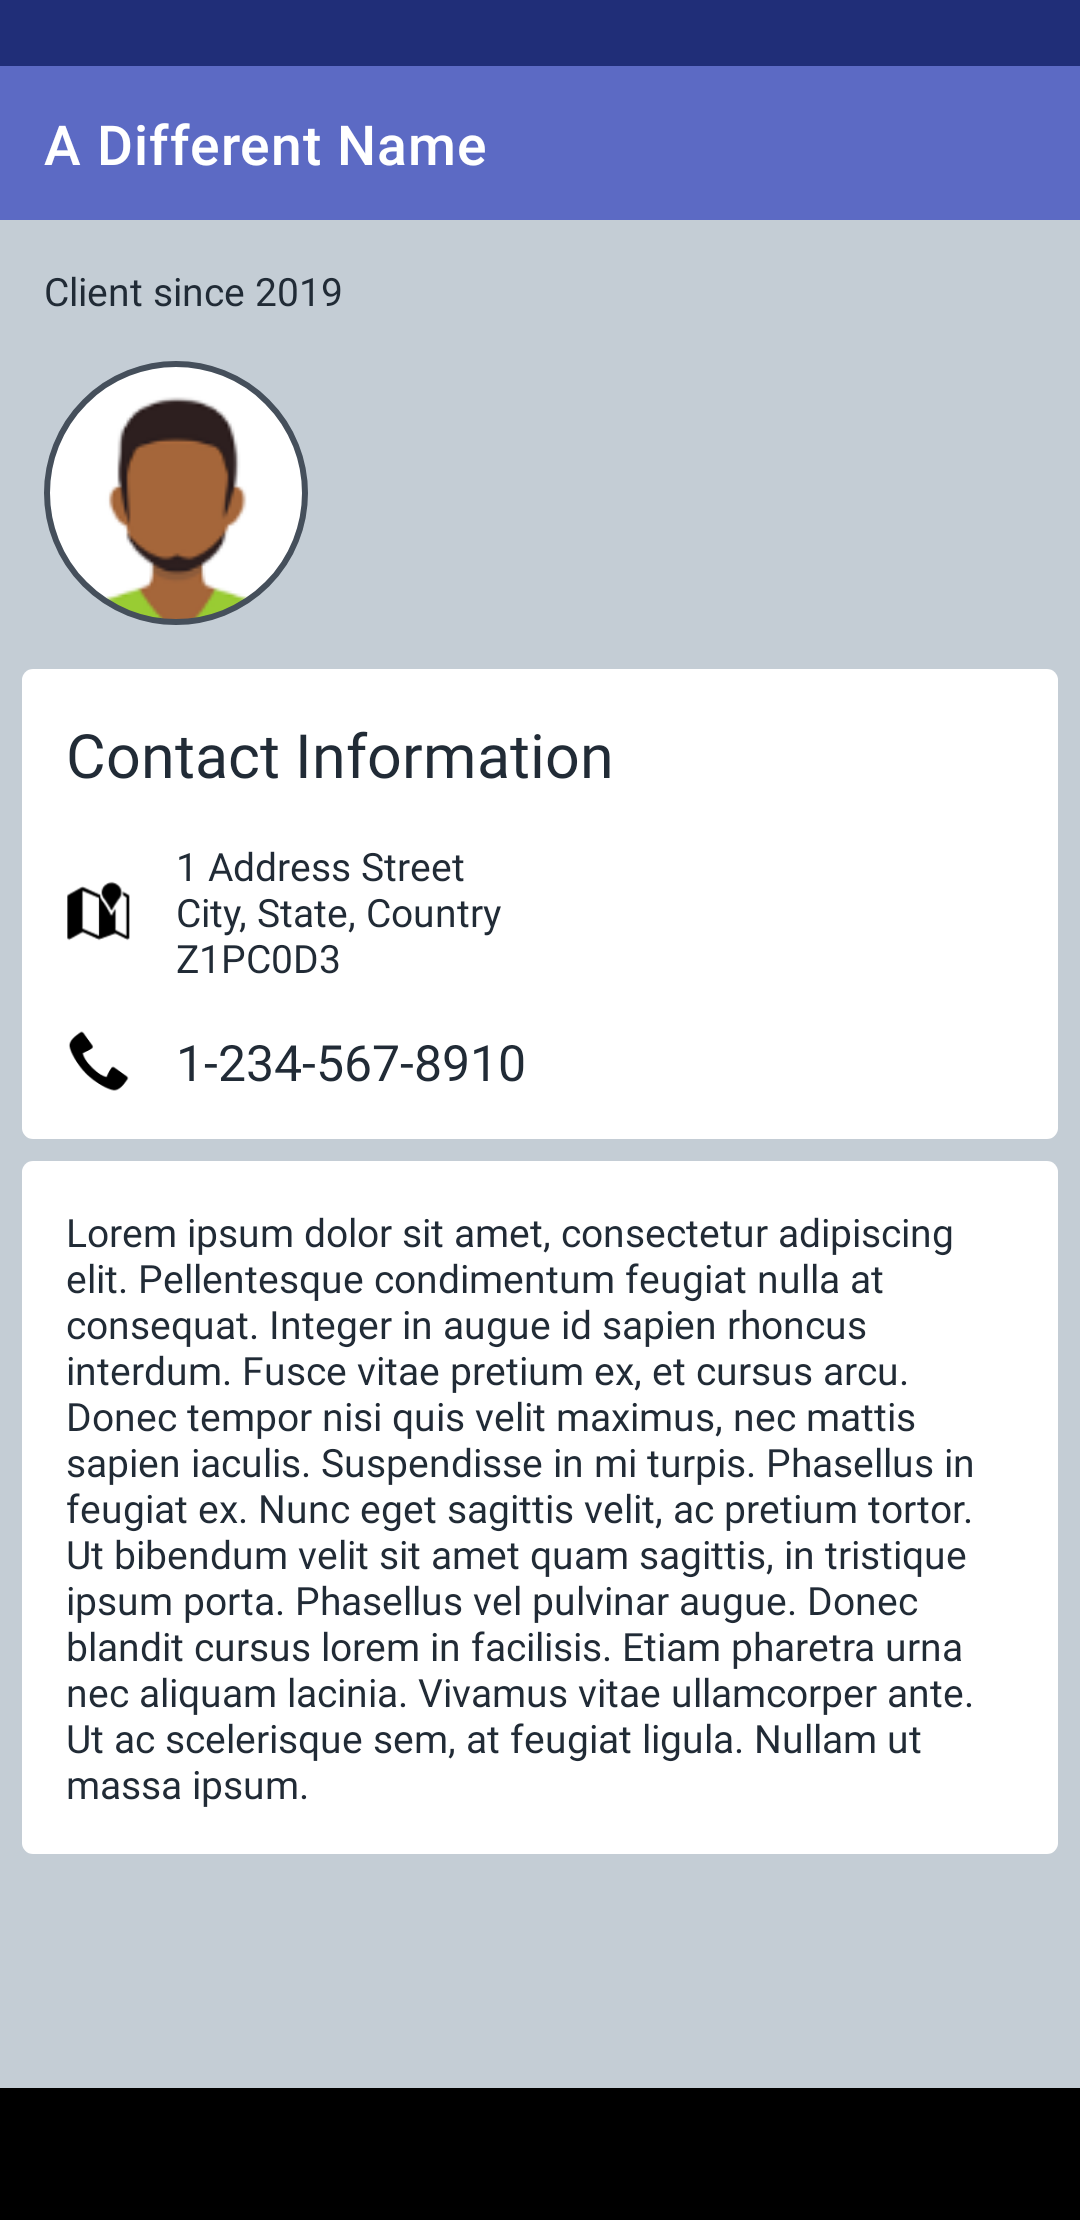 A Different Name
Client since 2019
Contact Information
1 Address Street
City, State, Country
Z1PC0D3
1-234-567-8910
Lorem ipsum dolor sit amet, consectetur adipiscing
elit. Pellentesque condimentum feugiat nulla at
consequat. Integer in augue id sapien rhoncus
interdum. Fusce vitae pretium ex, et cursus arcu.
Donec tempor nisi quis velit maximus, nec mattis
sapien iaculis. Suspendisse in mi turpis. Phasellus in
feugiat ex. Nunc eget sagittis velit, ac pretium tortor.
Ut bibendum velit sit amet quam sagittis, in tristique
ipsum porta. Phasellus vel pulvinar augue. Donec
blandit cursus lorem in facilisis. Etiam pharetra urna
nec aliquam lacinia. Vivamus vitae ullamcorper ante.
Ut ac scelerisque sem, at feugiat ligula. Nullam ut
massa ipsum.